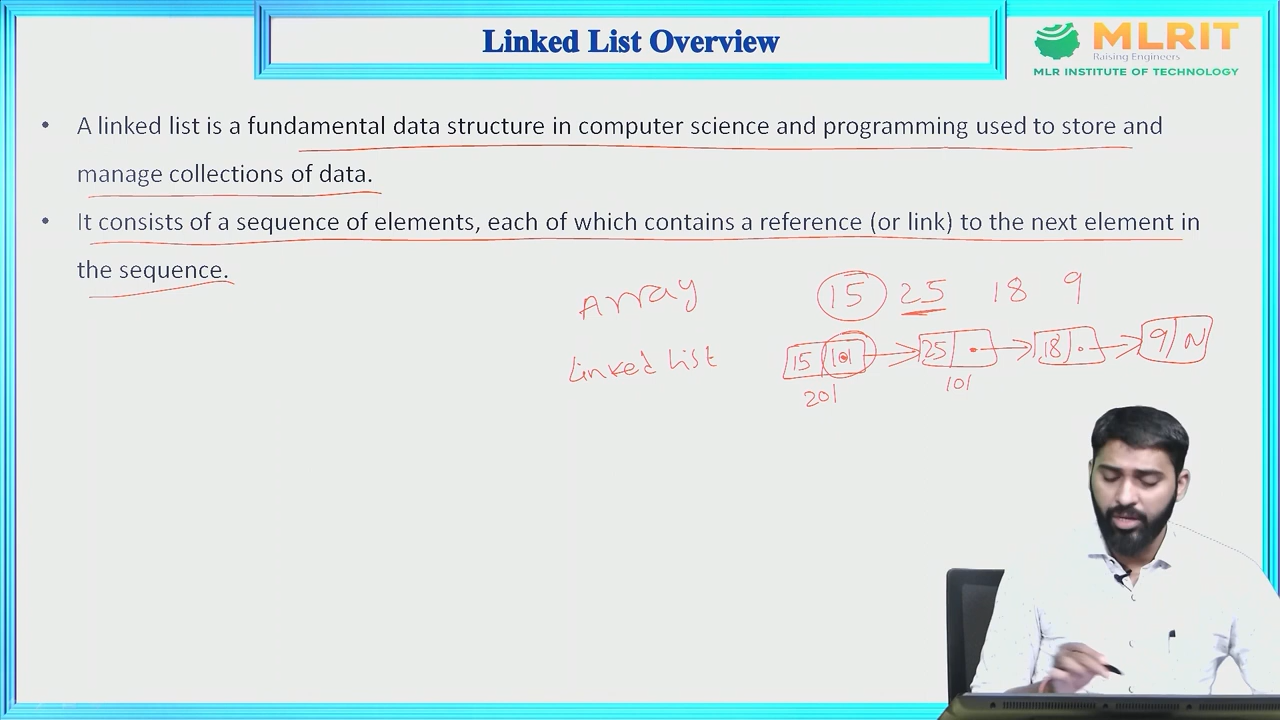 Linked List Overview
MLRIT
Raising Engineers
MLR INSTITUTE OF TECHNOLOGY
• A linked list is a fundamental data structure in computer science and programming used to store and
manage collections of data.
• It consists of a sequence of elements, each of which contains a reference (or link) to the next element in
the sequence.
Array 15 25 18 9
Linked List 15 101 25 18 9 N
201 101